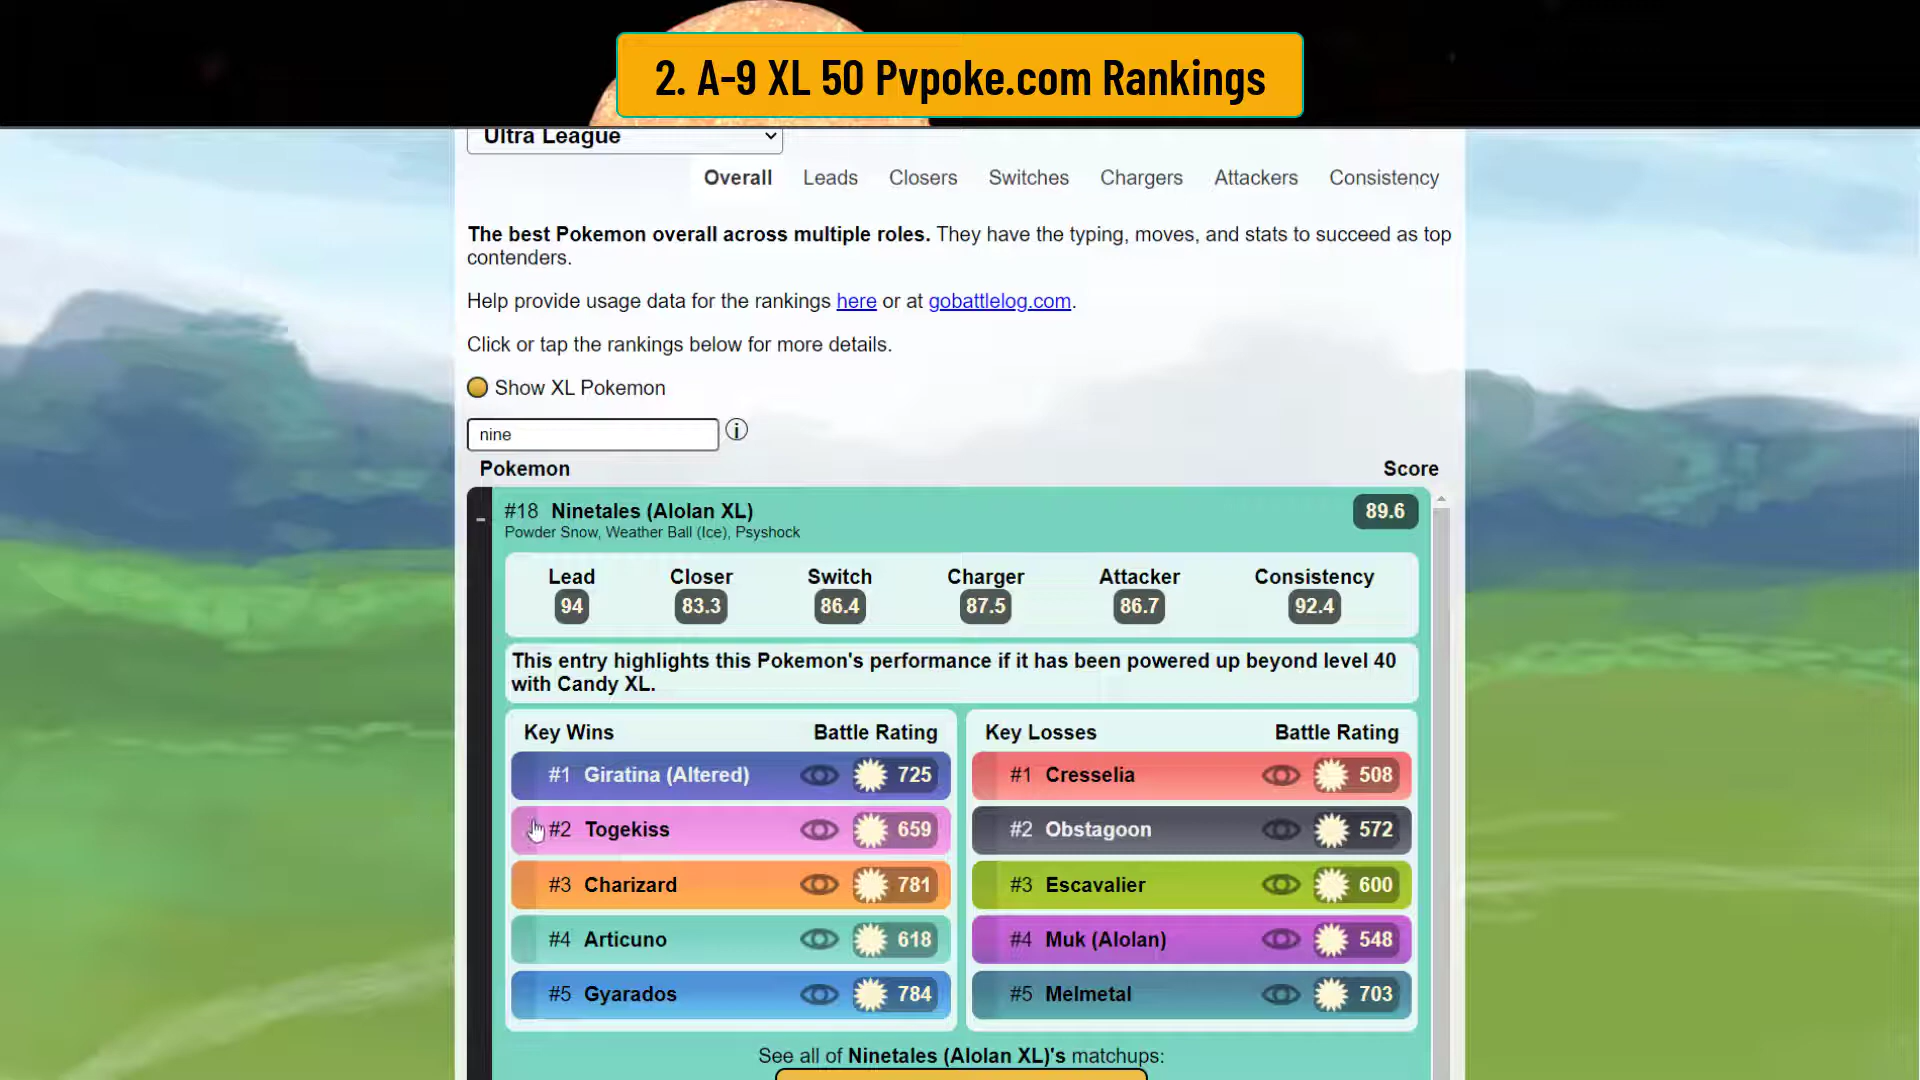 2. A-9 XL 50 Pvpoke.com Rankings
Ultra League
Overall Leads Closers Switches Chargers Attackers Consistency
The best Pokemon overall across multiple roles. They have the typing, moves, and stats to succeed as top
contenders.
Help provide usage data for the rankings here or at gobattlelog.com.
Click or tap the rankings below for more details.
Show XL Pokemon
nine
Pokemon Score
#18 Ninetales (Alolan XL) 89.6
Powder Snow, Weather Ball (Ice), Psyshock
Lead Closer Switch Charger Attacker Consistency
94 83.3 86.4 87.5 86.7 92.4
This entry highlights this Pokemon's performance if it has been powered up beyond level 40
with Candy XL.
Key Wins Battle Rating
#1 Giratina (Altered) 725
#2 Togekiss 659
#3 Charizard 781
#4 Articuno 618
#5 Gyarados 784
Key Losses Battle Rating
#1 Cresselia 508
#2 Obstagoon 572
#3 Escavalier 600
#4 Muk (Alolan) 548
#5 Melmetal 703
See all of Ninetales (Alolan XL)'s matchups: